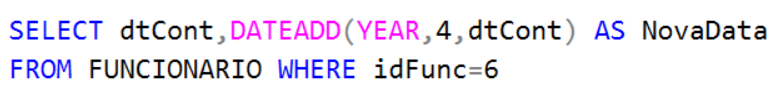 SELECT dtCont,DATEADD(YEAR,4,dtCont) AS NovaData
FROM FUNCIONARIO WHERE idFunc=6